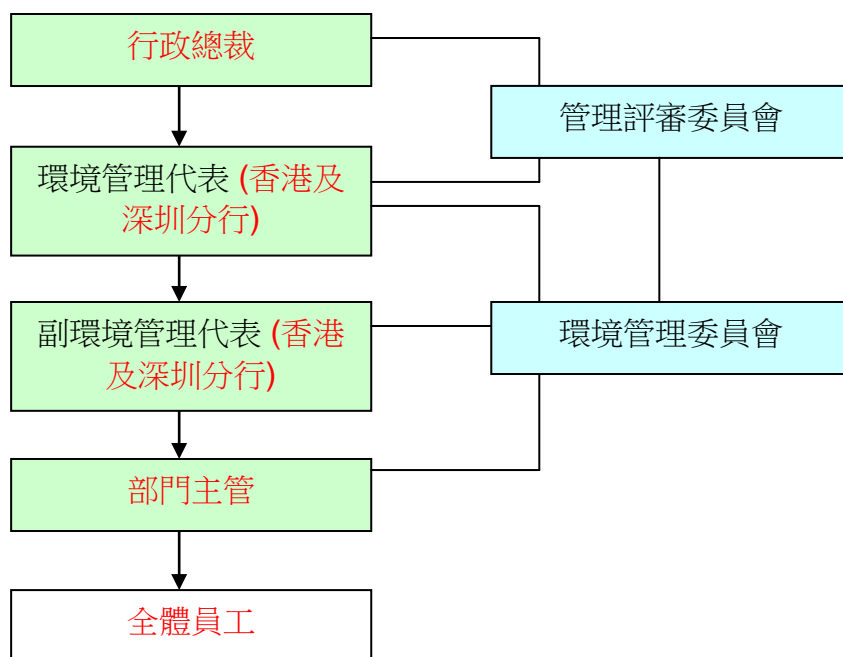 行政總裁
管理評審委員會
環境管理代表 (香港及
深圳分行)
副環境管理代表 (香港
及深圳分行)
環境管理委員會
部門主管
全體員工